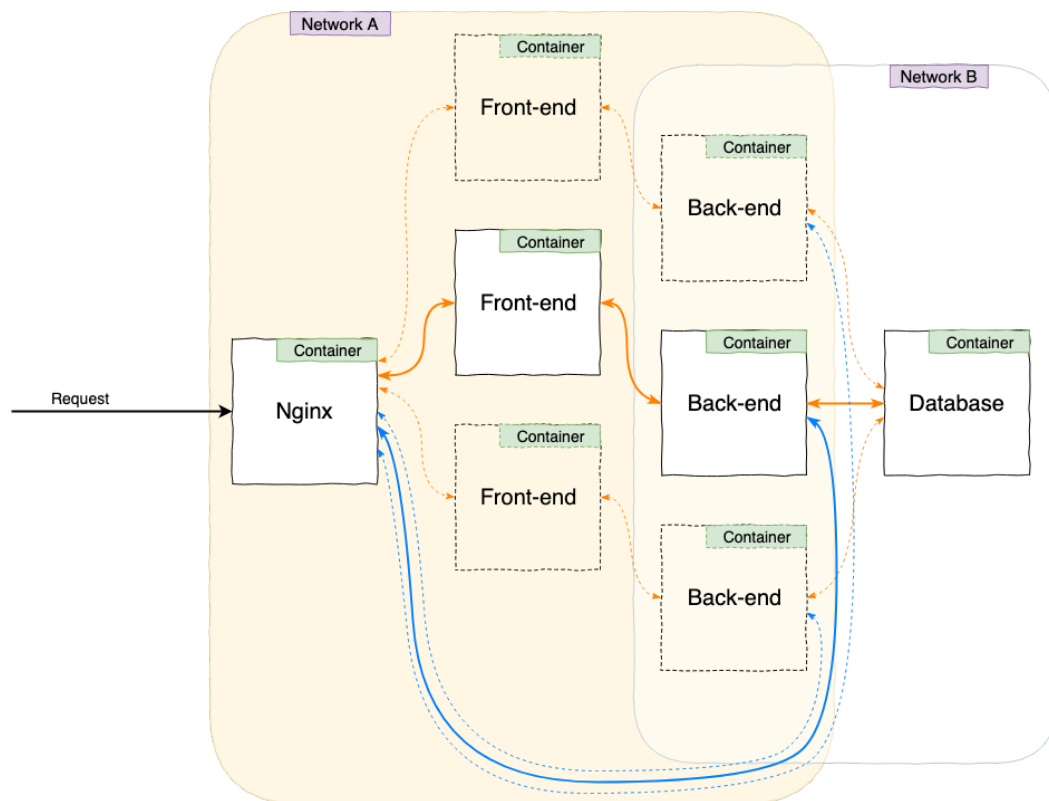 Network A
Container
Front-end
Network B
Container
Back-end
Container
Front-end
Container
Nginx
Request
Container
Back-end
Container
Database
Container
Front-end
Container
Back-end